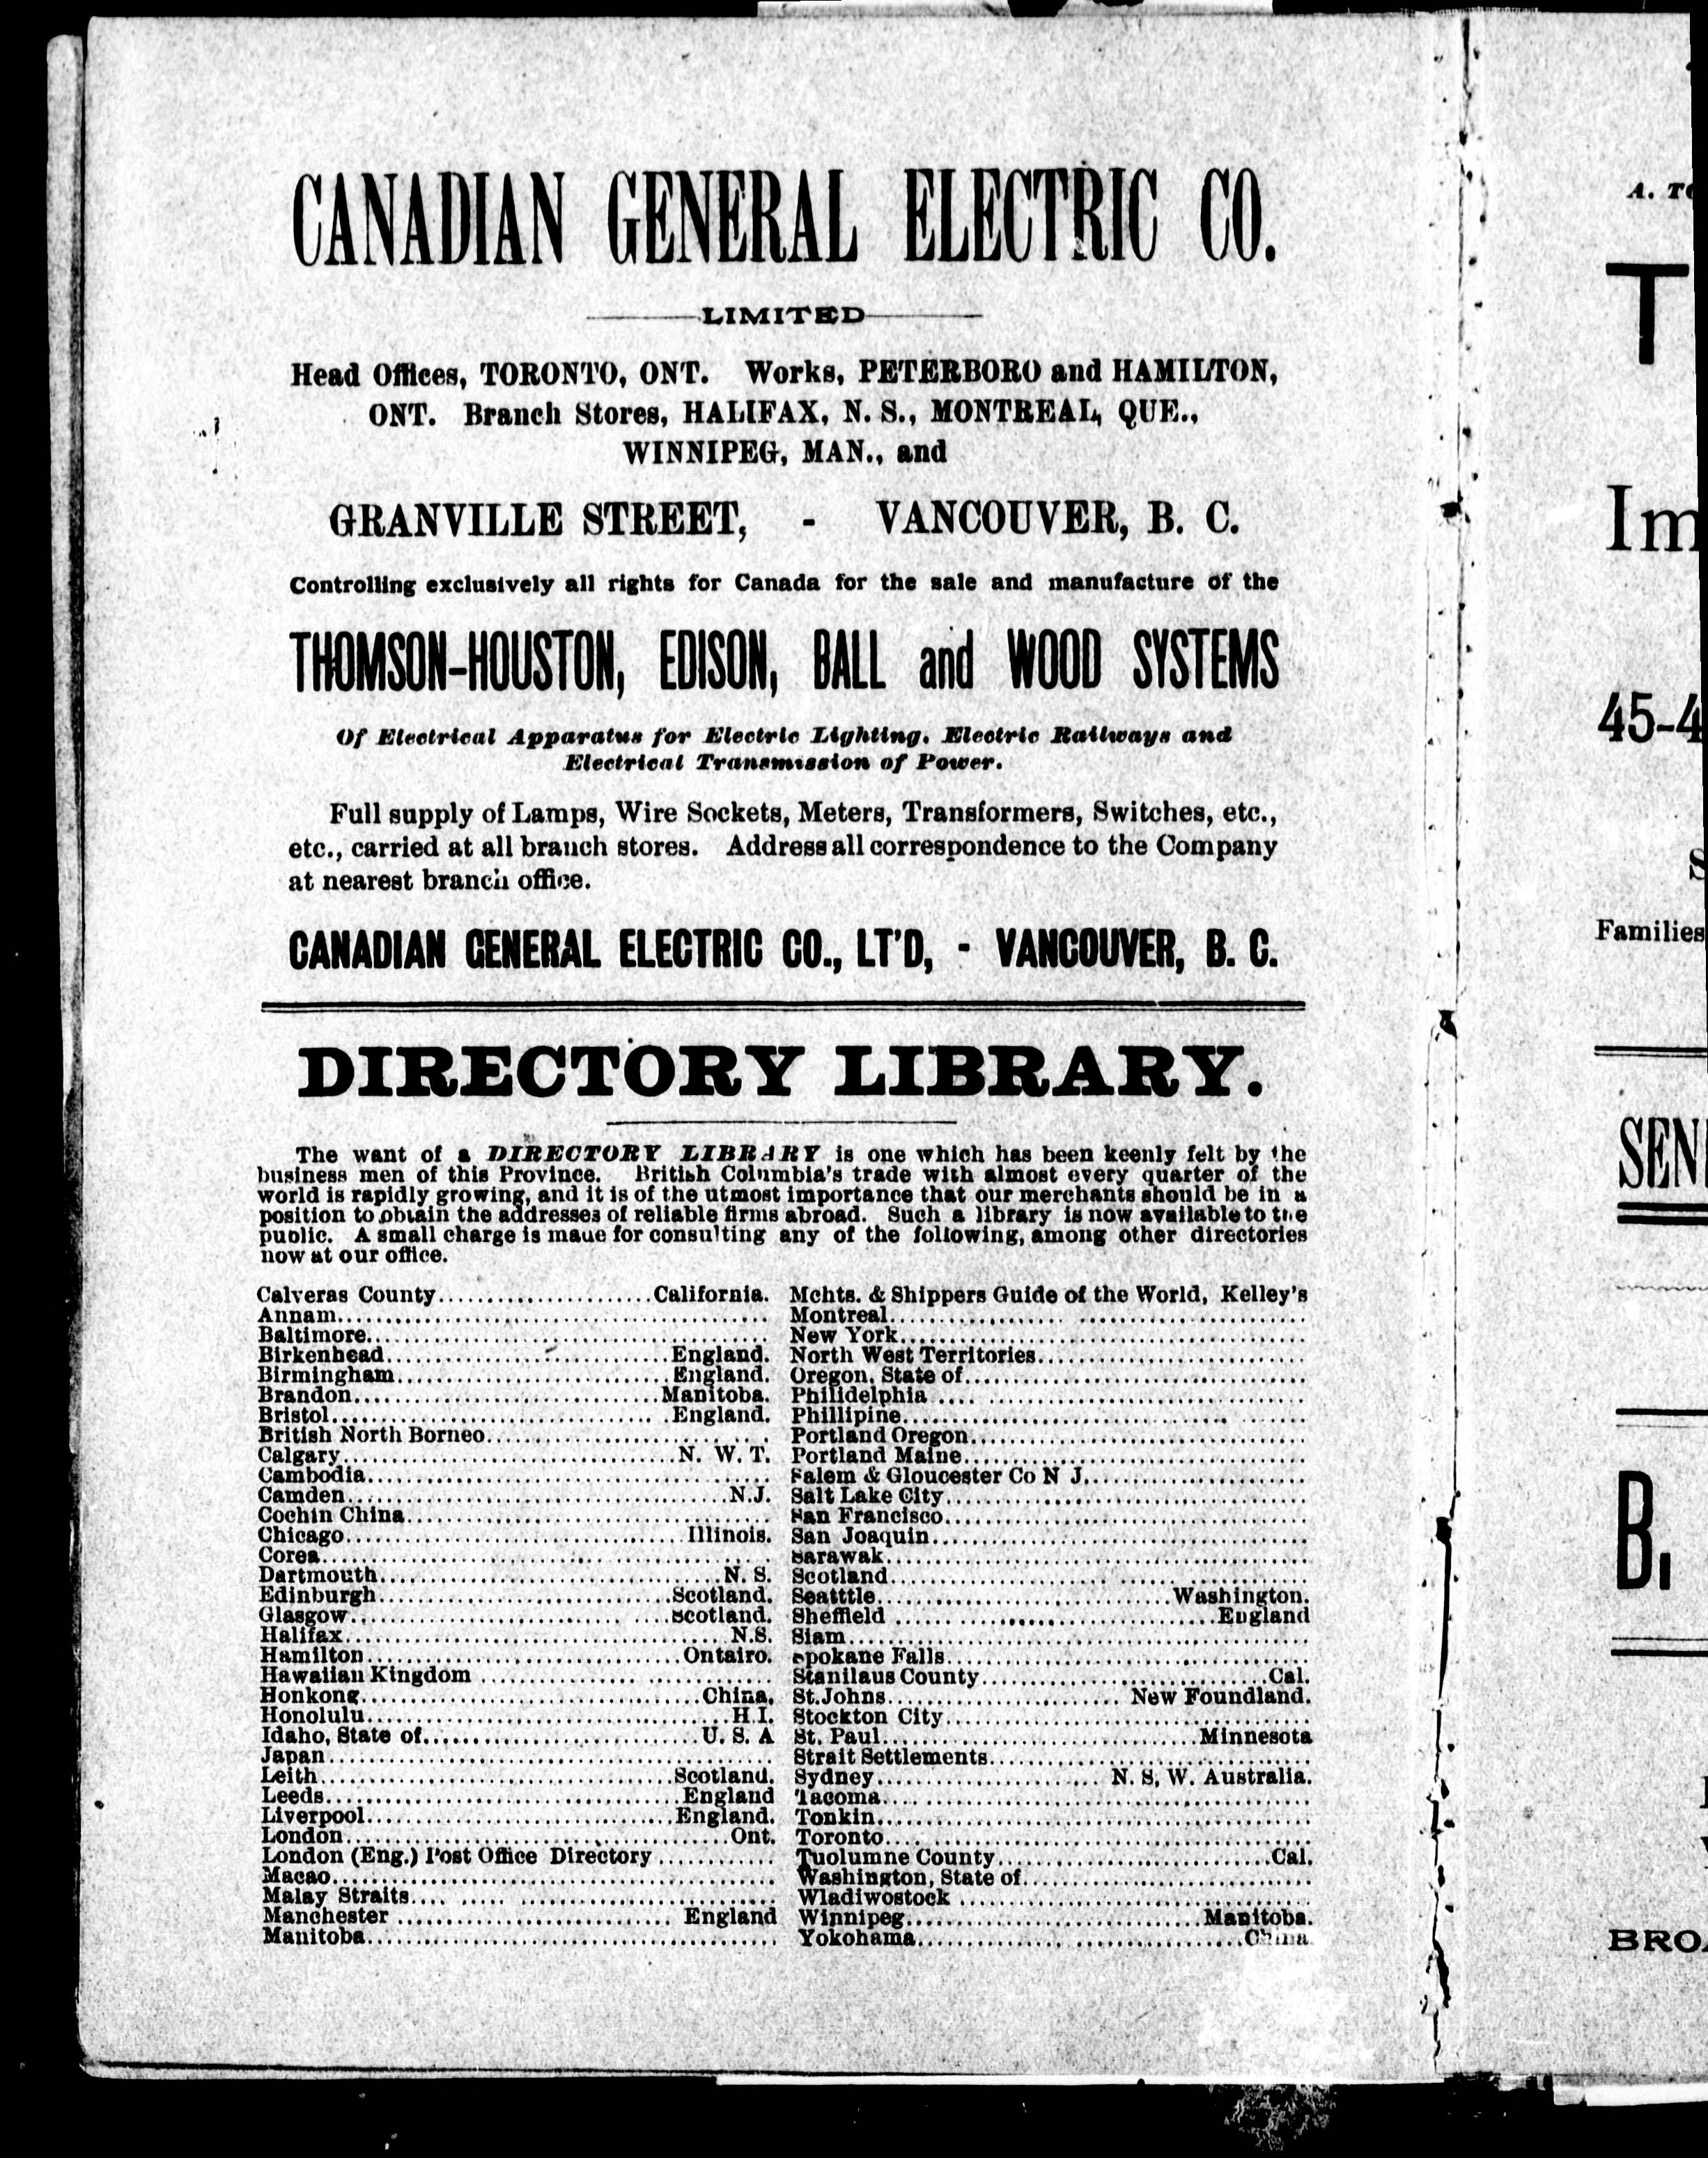 CANADIAN GENERAL ELECTRIC CO.
LIMITED
Head Offices, TORONTO, ONT. Works, PETERBORO and HAMILTON,
ONT. Branch Stores, HALIFAX, N. S., MONTREAL, QUE.,
WINNIPEG, MAN., and
GRANVILLE STREET, - VANCOUVER, B. C.
Controlling exclusively all rights for Canada for the sale and manufacture of the
THOMSON-HOUSTON, EDISON, BALL and WOOD SYSTEMS
Of Electrical Apparatus for Electric Lighting, Electric Railways and
Electrical Transmission of Power.
Full supply of Lamps, Wire Sockets, Meters, Transformers, Switches, etc.,
etc., carried at all branch stores. Address all correspondence to the Company
at nearest branch office.
CANADIAN GENERAL ELECTRIC CO., LT'D, - VANCOUVER, B. C.
DIRECTORY LIBRARY.
The want of a DIRECTORY LIBRARY is one which has been keenly felt by the
business men of this Province. British Columbia's trade with almost every quarter of the
world is rapidly growing, and it is of the utmost importance that our merchants should be in a
position to obtain the addresses of reliable firms abroad. Such a library is now available to the
public. A small charge is made for consulting any of the following, among other directories
now at our office.
Calveras County......................California.
Annam
Baltimore
Birkenhead......................England.
Birmingham......................England.
Brandon......................Manitoba.
Bristol......................England.
British North Borneo
Calgary......................N. W. T.
Cambodia
Camden......................N.J.
Cochin China
Chicago......................Illinois.
Corea
Dartmouth......................N. S.
Edinburgh......................Scotland.
Glasgow......................Scotland.
Halifax......................N.S.
Hamilton......................Ontairo.
Hawaiian Kingdom
Honkong......................China,
Honolulu......................H.I.
Idaho, State of......................U. S. A
Japan
Leith......................Scotland.
Leeds......................England
Liverpool......................England.
London......................Ont.
London (Eng.) Post Office Directory
Macao
Malay Straits
Manchester......................England
Manitoba
Mchts. & Shippers Guide of the World, Kelley's
Montreal
New York
North West Territories
Oregon, State of
Philidelphia
Phillipine
Portland Oregon
Portland Maine
Salem & Gloucester Co N J
Salt Lake City
San Francisco
San Joaquin
Sarawak
Scotland
Seatttle......................Washington.
Sheffield......................England
Siam
Spokane Falls
Stanilaus County......................Cal.
St.Johns......................New Foundland.
Stockton City
St. Paul......................Minnesota
Strait Settlements
Sydney......................N. S, W. Australia.
Tacoma
Tonkin
Toronto
Tuolumne County......................Cal.
Washington, State of
Wladiwostock
Winnipeg......................Manitoba.
Yokohama......................China.
A. TO
T
Im
45-4
S
Families
SEN
B.
BRO